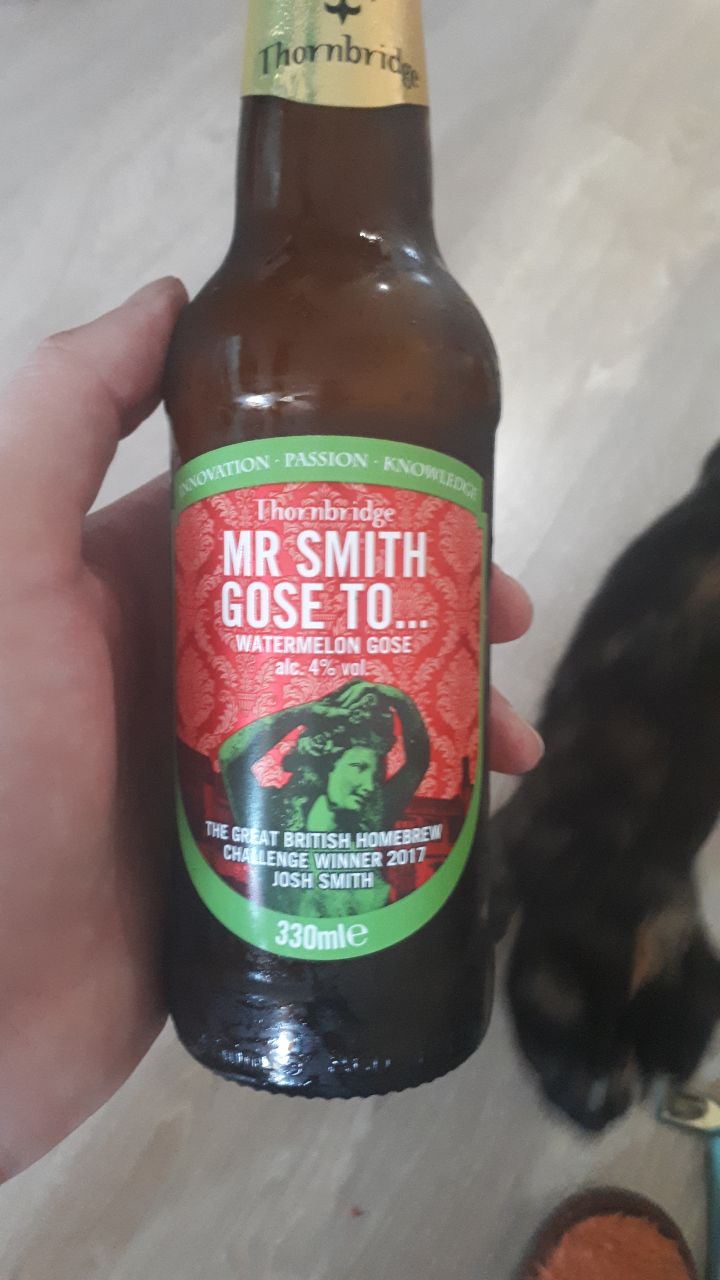 Thornbridge
INNOVATION · PASSION · KNOWLEDGE
Thornbridge
MR SMITH
GOSE TO...
WATERMELON GOSE
alc. 4% vol.
THE GREAT BRITISH HOMEBREW
CHALLENGE WINNER 2017
JOSH SMITH
330ml℮